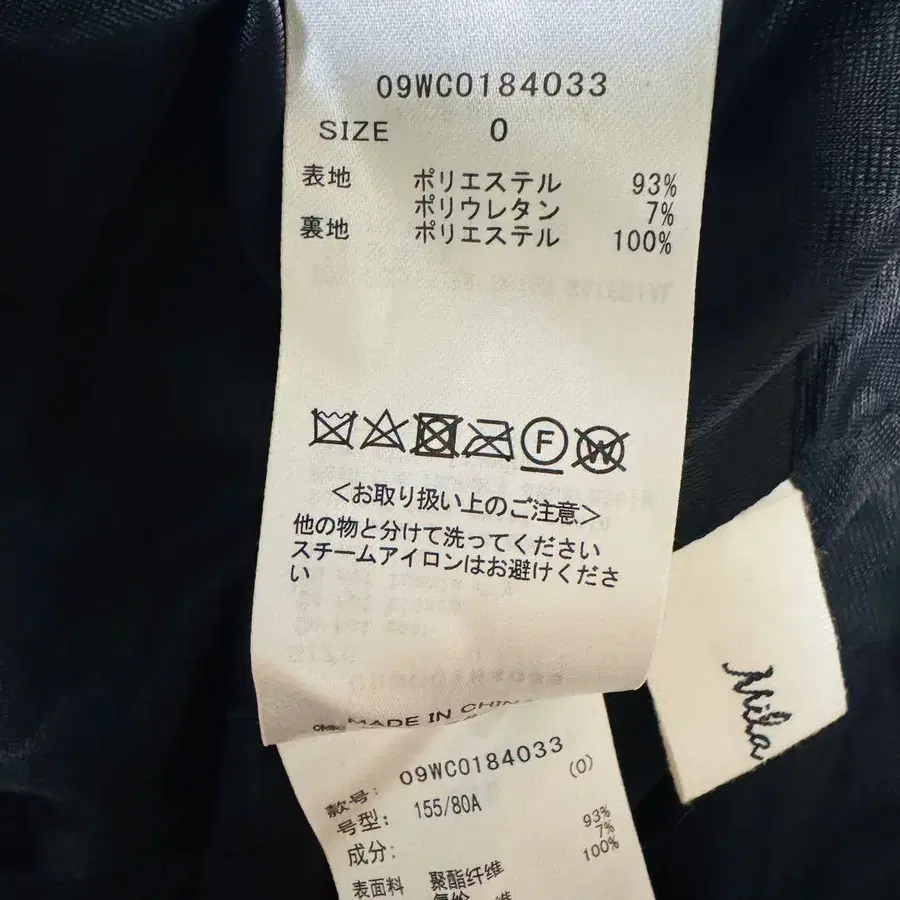 09WC0184033
SIZE 0
表地 ポリエステル 93%
ポリウレタン 7%
裏地 ポリエステル 100%
F
W
<お取り扱い上のご注意>
他の物と分けて洗ってください
スチームアイロンはお避けくださ
い
MADE IN CHIN
Mila
款号: 09WC0184033
号型: 155/80A (0)
成分: 93%
7%
100%
表面料 聚酯纤维